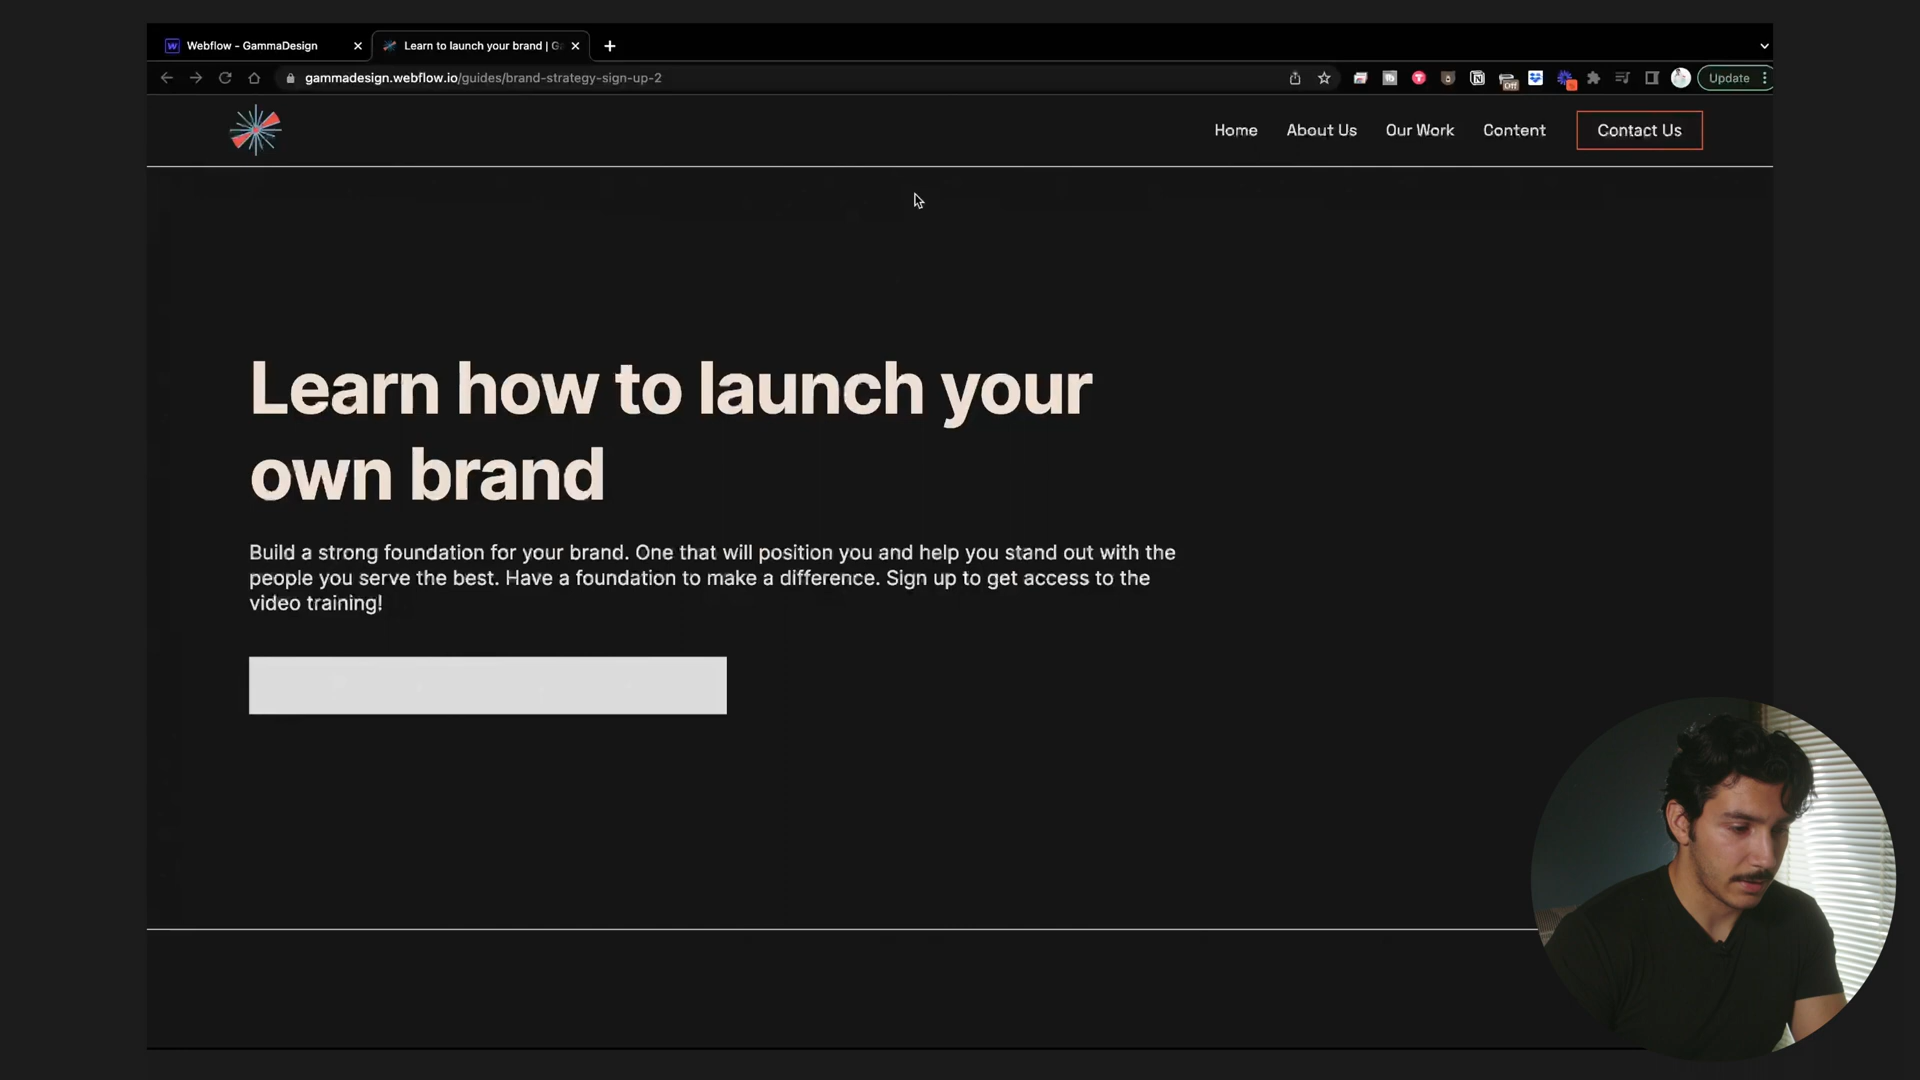 Webflow - GammaDesign
Learn to launch your brand | G
gammadesign.webflow.io/guides/brand-strategy-sign-up-2
Off
Update
Home
About Us
Our Work
Content
Contact Us
Learn how to launch your
own brand
Build a strong foundation for your brand. One that will position you and help you stand out with the
people you serve the best. Have a foundation to make a difference. Sign up to get access to the
video training!